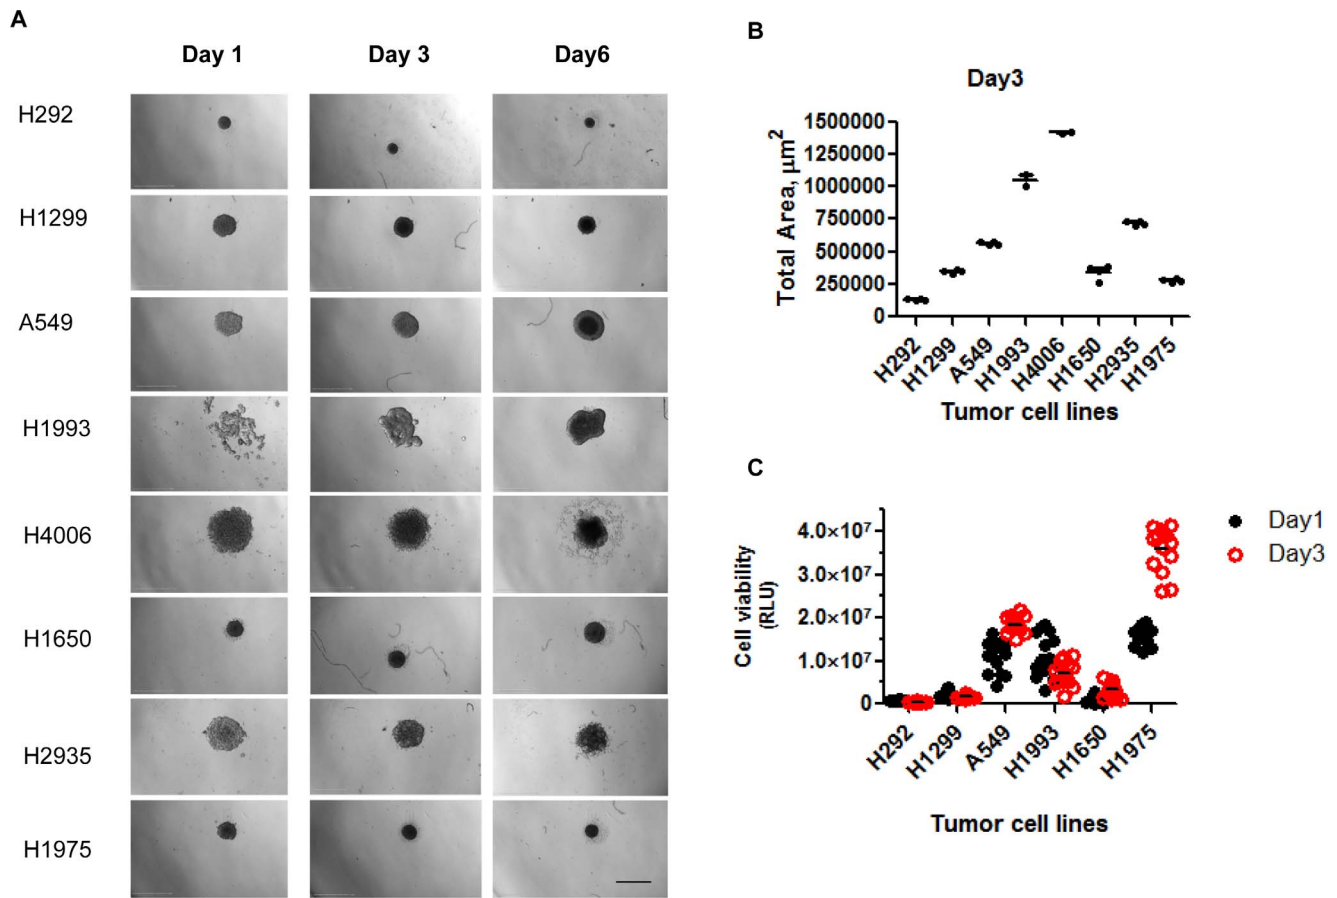 A
Day 1 Day 3 Day6
H292
H1299
A549
H1993
H4006
H1650
H2935
H1975
B
Day3
Total Area, μm²
1500000
1250000
1000000
750000
500000
250000
0
H292 H1299 A549 H1993 H4006 H1650 H2935 H1975
Tumor cell lines
C
Cell viability
(RLU)
4.0×10⁷
3.0×10⁷
2.0×10⁷
1.0×10⁷
0
H292 H1299 A549 H1993 H1650 H1975
Tumor cell lines
Day1
Day3